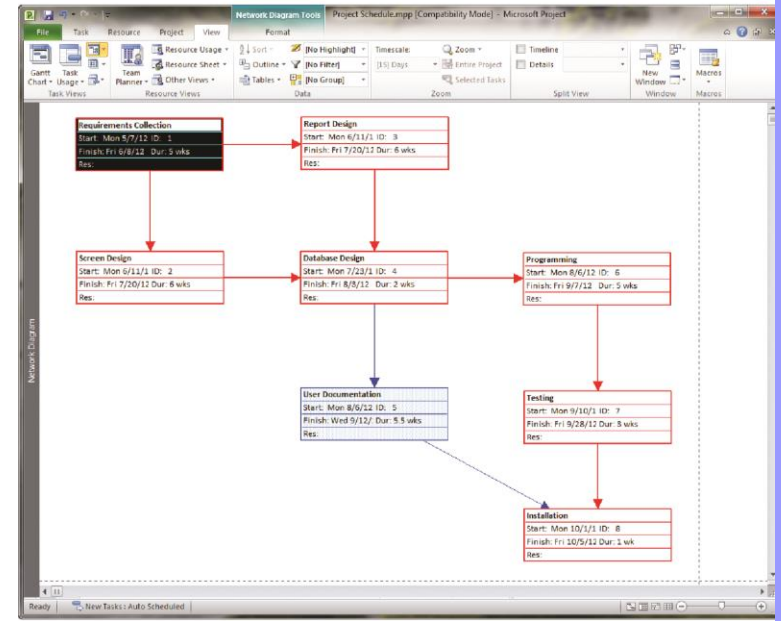 Network Diagram Tools Project Schedule.mpp [Compatibility Mode] - Microsoft Project
File Task Resource Project View Format
Resource Usage Sort [No Highlight] Timescale: Zoom Timeline
Resource Sheet Outline [No Filter] [15] Days Entire Project Details
Gantt Chart Task Usage Team Planner Other Views Tables [No Group] Selected Tasks New Window Macros
Task Views Resource Views Data Zoom Split View Window Macros
Requirements Collection
Start: Mon 5/7/12 ID: 1
Finish: Fri 6/8/12 Dur: 5 wks
Res:
Report Design
Start: Mon 6/11/1 ID: 3
Finish: Fri 7/20/12 Dur: 6 wks
Res:
Screen Design
Start: Mon 6/11/1 ID: 2
Finish: Fri 7/20/12 Dur: 6 wks
Res:
Database Design
Start: Mon 7/23/1 ID: 4
Finish: Fri 8/3/12 Dur: 2 wks
Res:
Programming
Start: Mon 8/6/12 ID: 6
Finish: Fri 9/7/12 Dur: 5 wks
Res:
Network Diagram
User Documentation
Start: Mon 8/6/12 ID: 5
Finish: Wed 9/12/ Dur: 5.5 wks
Res:
Testing
Start: Mon 9/10/1 ID: 7
Finish: Fri 9/28/12 Dur: 3 wks
Res:
Installation
Start: Mon 10/1/1 ID: 8
Finish: Fri 10/5/12 Dur: 1 wk
Res:
Ready New Tasks : Auto Scheduled